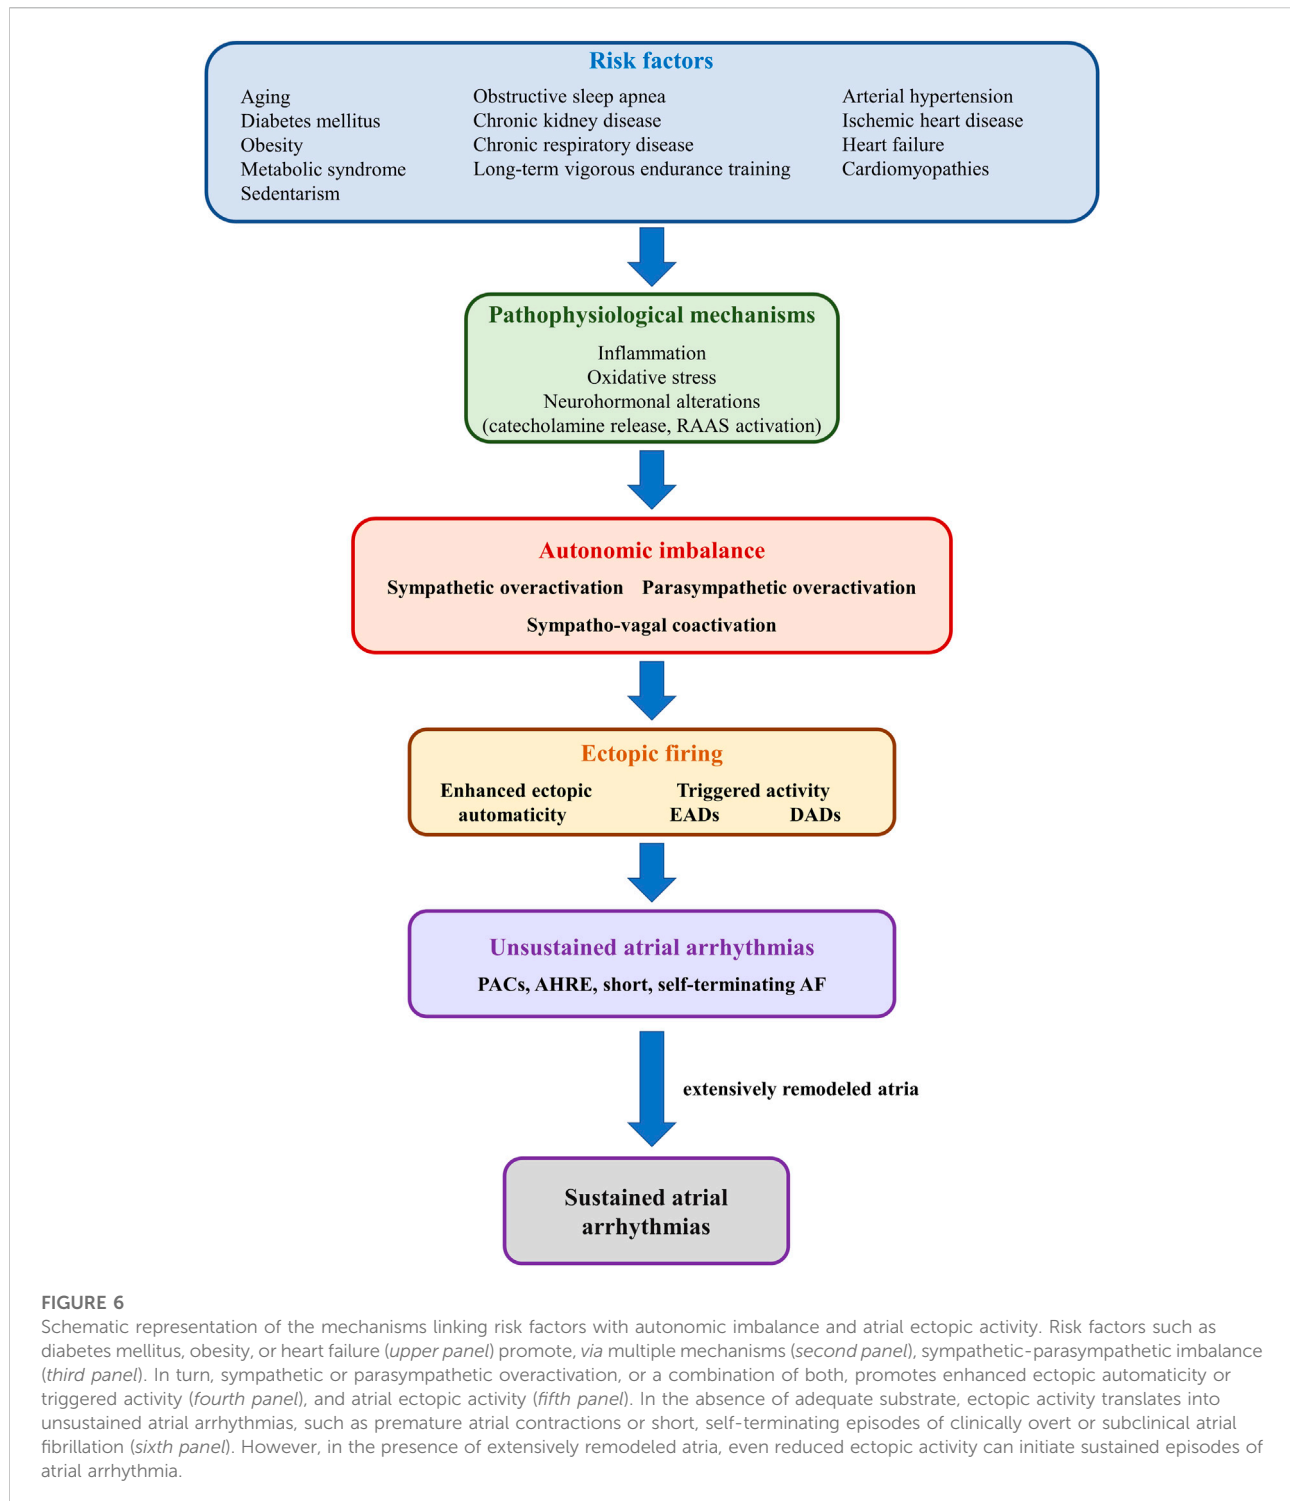 Risk factors
Aging
Diabetes mellitus
Obesity
Metabolic syndrome
Sedentarism
Obstructive sleep apnea
Chronic kidney disease
Chronic respiratory disease
Long-term vigorous endurance training
Arterial hypertension
Ischemic heart disease
Heart failure
Cardiomyopathies
Pathophysiological mechanisms
Inflammation
Oxidative stress
Neurohormonal alterations
(catecholamine release, RAAS activation)
Autonomic imbalance
Sympathetic overactivation Parasympathetic overactivation
Sympatho-vagal coactivation
Ectopic firing
Enhanced ectopic
automaticity
Triggered activity
EADs DADs
Unsustained atrial arrhythmias
PACs, AHRE, short, self-terminating AF
extensively remodeled atria
Sustained atrial
arrhythmias
FIGURE 6
Schematic representation of the mechanisms linking risk factors with autonomic imbalance and atrial ectopic activity. Risk factors such as
diabetes mellitus, obesity, or heart failure (upper panel) promote, via multiple mechanisms (second panel), sympathetic-parasympathetic imbalance
(third panel). In turn, sympathetic or parasympathetic overactivation, or a combination of both, promotes enhanced ectopic automaticity or
triggered activity (fourth panel), and atrial ectopic activity (fifth panel). In the absence of adequate substrate, ectopic activity translates into
unsustained atrial arrhythmias, such as premature atrial contractions or short, self-terminating episodes of clinically overt or subclinical atrial
fibrillation (sixth panel). However, in the presence of extensively remodeled atria, even reduced ectopic activity can initiate sustained episodes of
atrial arrhythmia.